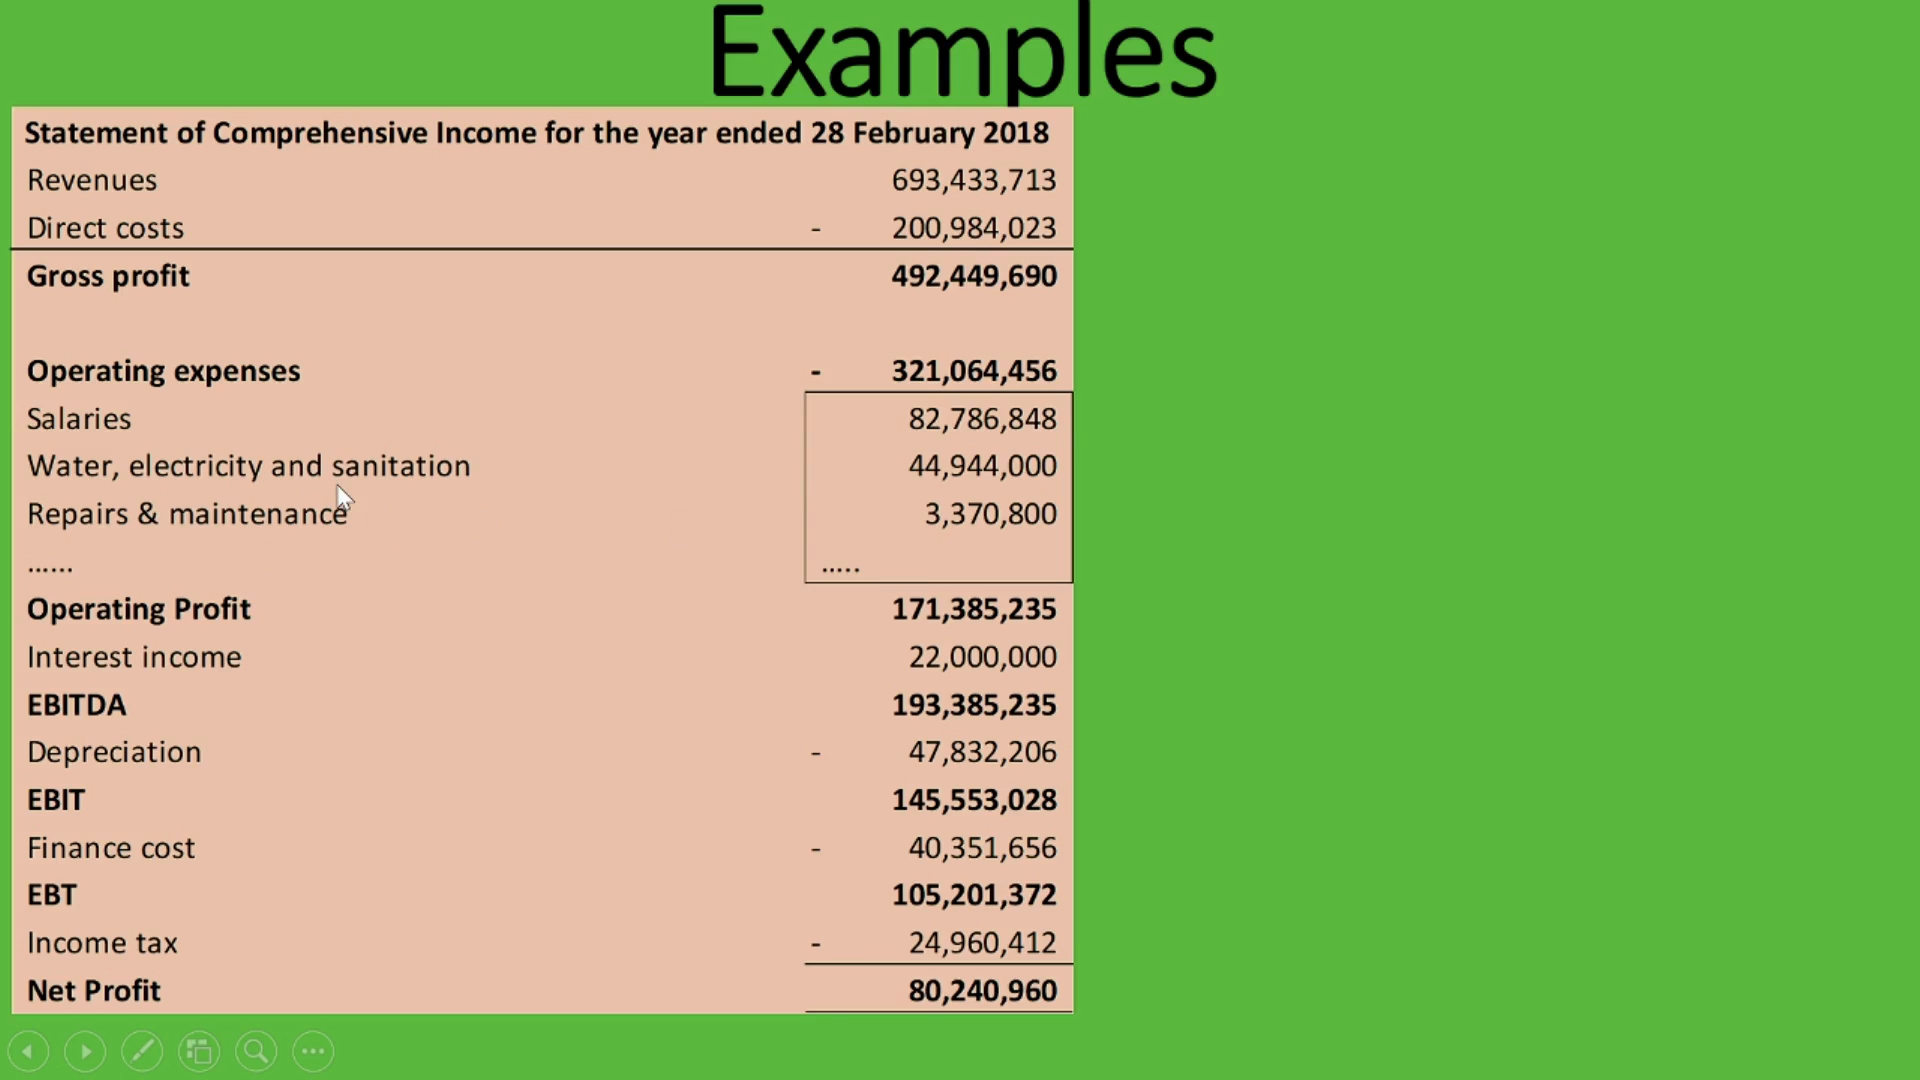 Examples
Statement of Comprehensive Income for the year ended 28 February 2018
Revenues 693,433,713
Direct costs - 200,984,023
Gross profit 492,449,690
Operating expenses - 321,064,456
Salaries 82,786,848
Water, electricity and sanitation 44,944,000
Repairs & maintenance 3,370,800
...... .....
Operating Profit 171,385,235
Interest income 22,000,000
EBITDA 193,385,235
Depreciation - 47,832,206
EBIT 145,553,028
Finance cost - 40,351,656
EBT 105,201,372
Income tax - 24,960,412
Net Profit 80,240,960